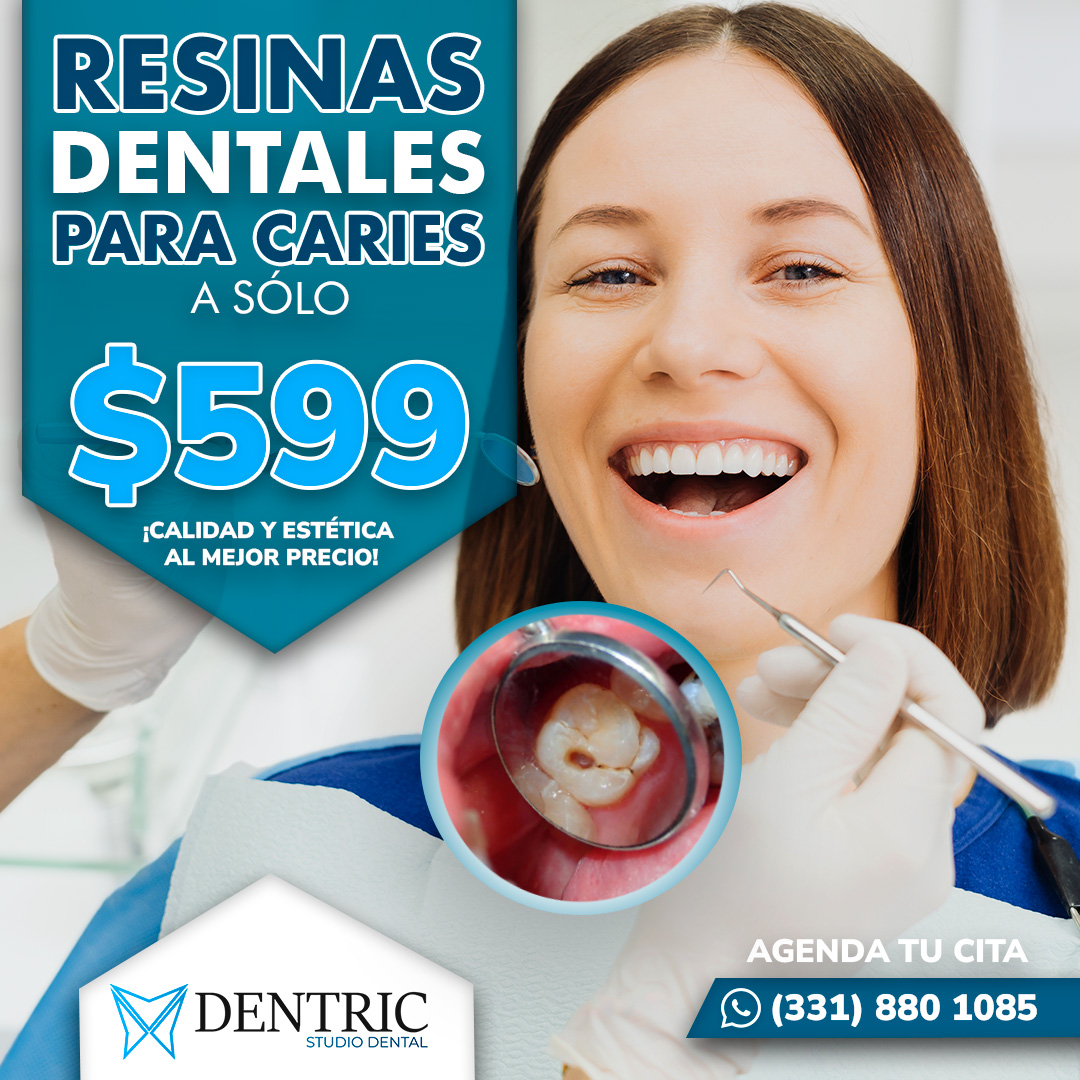 RESINAS
DENTALES
PARA CARIES
A SÓLO
$599
¡CALIDAD Y ESTÉTICA
AL MEJOR PRECIO!
AGENDA TU CITA
(331) 880 1085
DENTRIC
STUDIO DENTAL